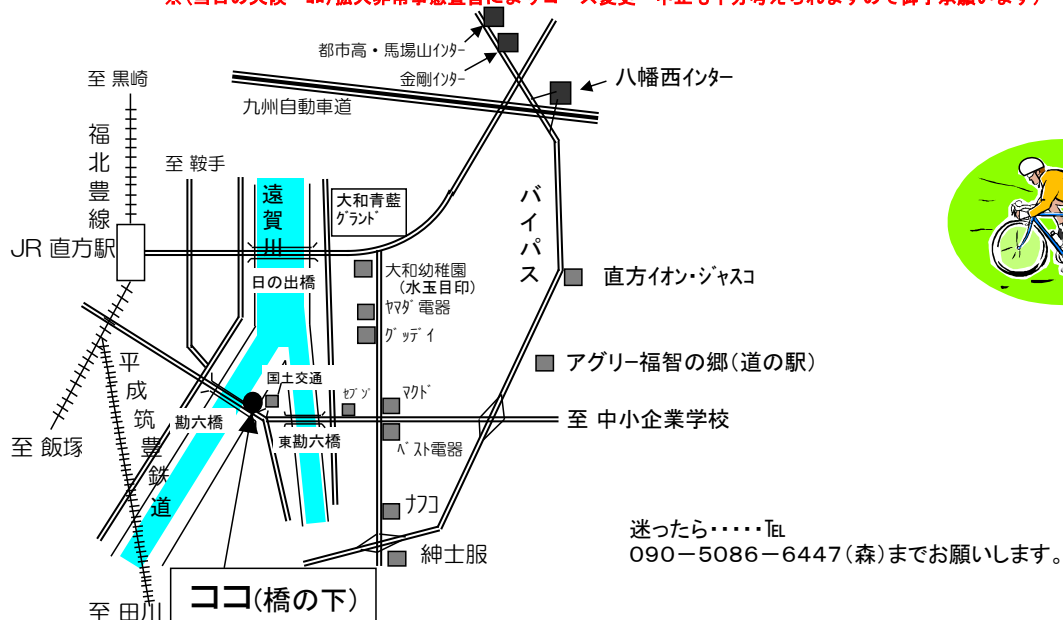 都市高・馬場山ｲﾝﾀｰ
金剛ｲﾝﾀｰ
八幡西インター
至 黒崎
九州自動車道
福北豊線
至 鞍手
遠賀川
大和青藍
ｸﾞﾗﾝﾄﾞ
バイパス
JR 直方駅
日の出橋
大和幼稚園
(水玉目印)
ﾔﾏﾀﾞ電器
ｸﾞｯﾃﾞｲ
直方イオン・ジャスコ
アグリー福智の郷(道の駅)
平成筑豊鉄道
国土交通
ｾﾌﾞﾝ
ﾏｸﾄﾞ
至 中小企業学校
勘六橋
東勘六橋
ﾍﾞｽﾄ電器
至 飯塚
ナフコ
紳士服
迷ったら・・・・・℡
090－5086－6447(森)までお願いします。
ココ(橋の下)
至 田川